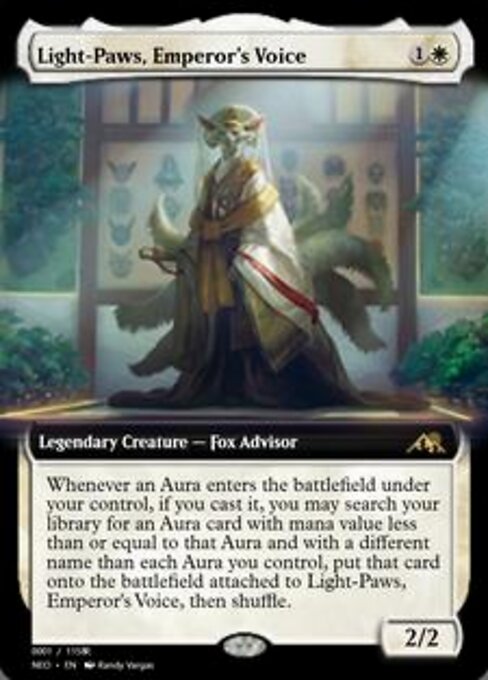 Light-Paws, Emperor's Voice 1
Legendary Creature — Fox Advisor
Whenever an Aura enters the battlefield under
your control, if you cast it, you may search your
library for an Aura card with mana value less
than or equal to that Aura and with a different
name than each Aura you control, put that card
onto the battlefield attached to Light-Paws,
Emperor's Voice, then shuffle.
2/2
0001 / 1158R
NEO • EN Randy Vargas